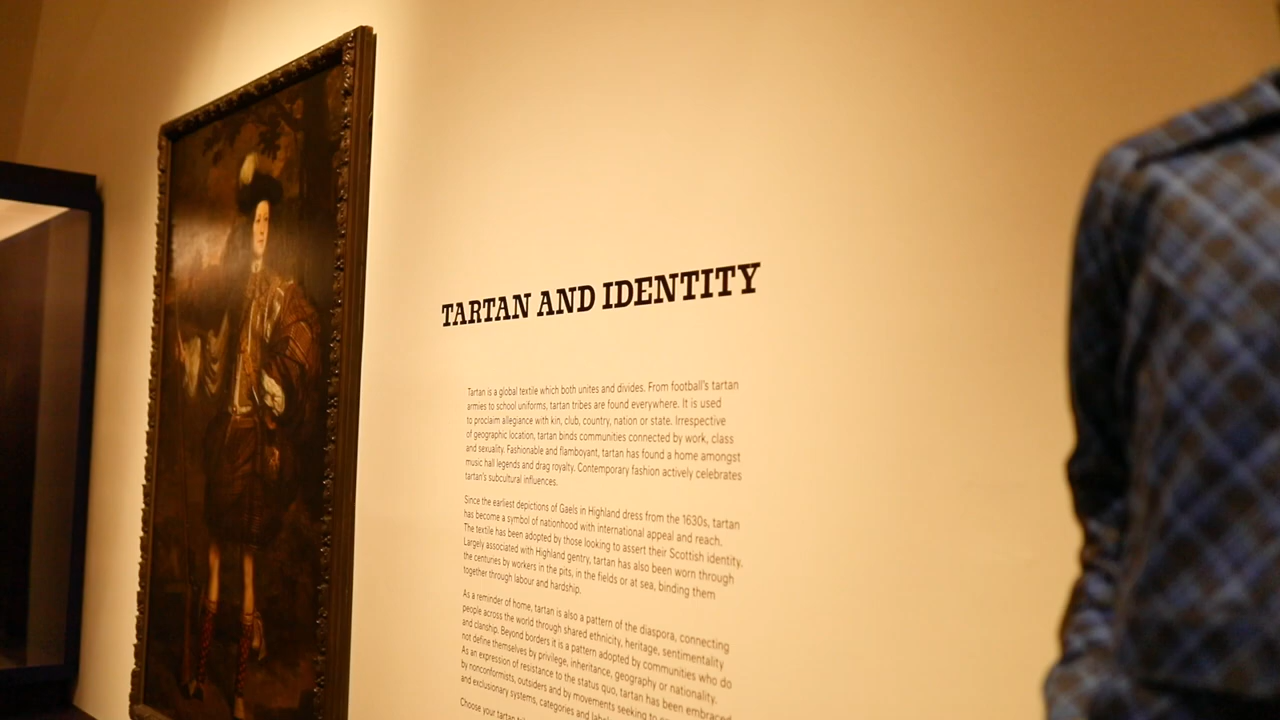 TARTAN AND IDENTITY
Tartan is a global textile which both unites and divides. From football's tartan
armies to school uniforms, tartan tribes are found everywhere. It is used
to proclaim allegiance with kin, club, country, nation or state. Irrespective
of geographic location, tartan binds communities connected by work, class
and sexuality. Fashionable and flamboyant, tartan has found a home amongst
music hall legends and drag royalty. Contemporary fashion actively celebrates
tartan's subcultural influences.
Since the earliest depictions of Gaels in Highland dress from the 1630s, tartan
has become a symbol of nationhood with international appeal and reach.
The textile has been adopted by those looking to assert their Scottish identity.
Largely associated with Highland gentry, tartan has also been worn through
the centuries by workers in the pits, in the fields or at sea, binding them
together through labour and hardship.
As a reminder of home, tartan is also a pattern of the diaspora, connecting
people across the world through shared ethnicity, heritage, sentimentality
and clanship. Beyond borders it is a pattern adopted by communities who do
not define themselves by privilege, inheritance, geography or nationality.
As an expression of resistance to the status quo, tartan has been embraced
by nonconformists, outsiders and by movements seeking to
and exclusionary systems, categories and
Choose your tartan